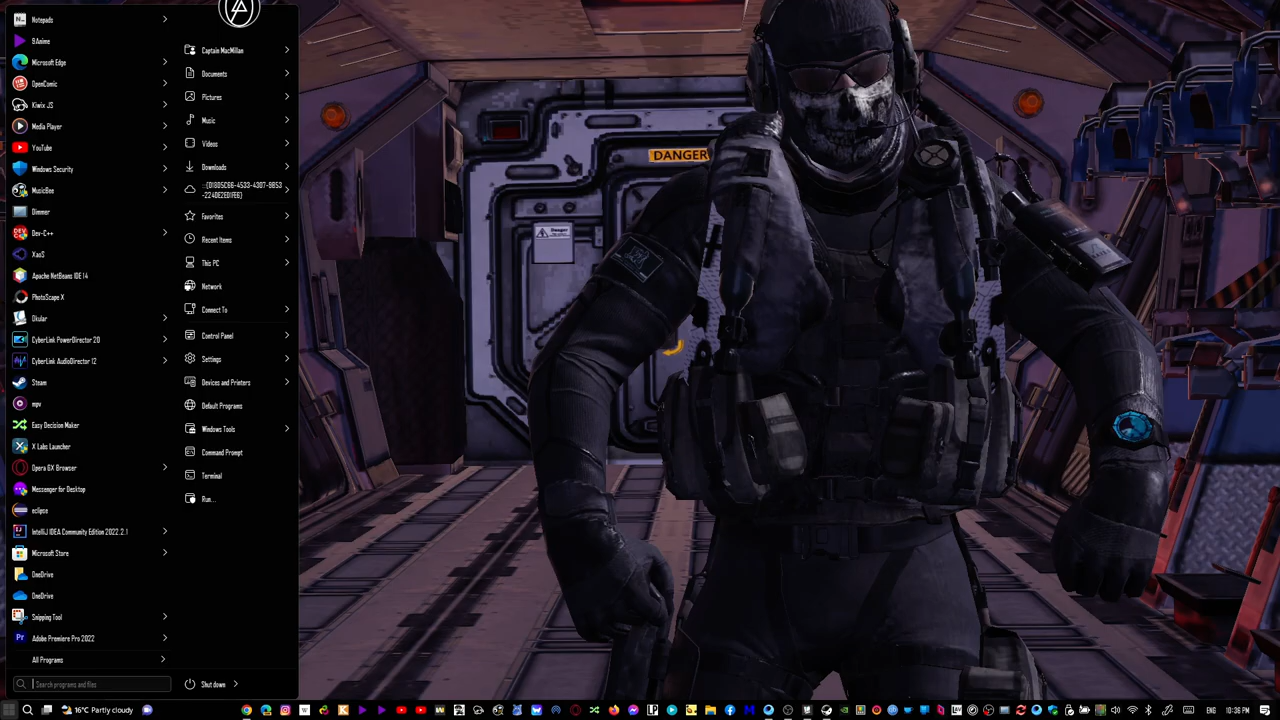 Notepads
9Anime
Microsoft Edge
OpenComic
Kiwix JS
Media Player
YouTube
Windows Security
MusicBee
Dimmer
Dev-C++
XaoS
Apache NetBeans IDE 14
PhotoScape X
Okular
CyberLink PowerDirector 20
CyberLink AudioDirector 12
Steam
mpv
Easy Decision Maker
X Labs Launcher
Opera GX Browser
Messenger for Desktop
eclipse
IntelliJ IDEA Community Edition 2022.2.1
Microsoft Store
OneDrive
OneDrive
Snipping Tool
Adobe Premiere Pro 2022
All Programs
Search programs and files
Captain MacMillan
Documents
Pictures
Music
Videos
Downloads
Favorites
Recent Items
This PC
Network
Connect To
Control Panel
Settings
Devices and Printers
Default Programs
Windows Tools
Command Prompt
Terminal
Run...
Shut down
DANGER
Danger
16°C Partly cloudy
ENG
10:36 PM